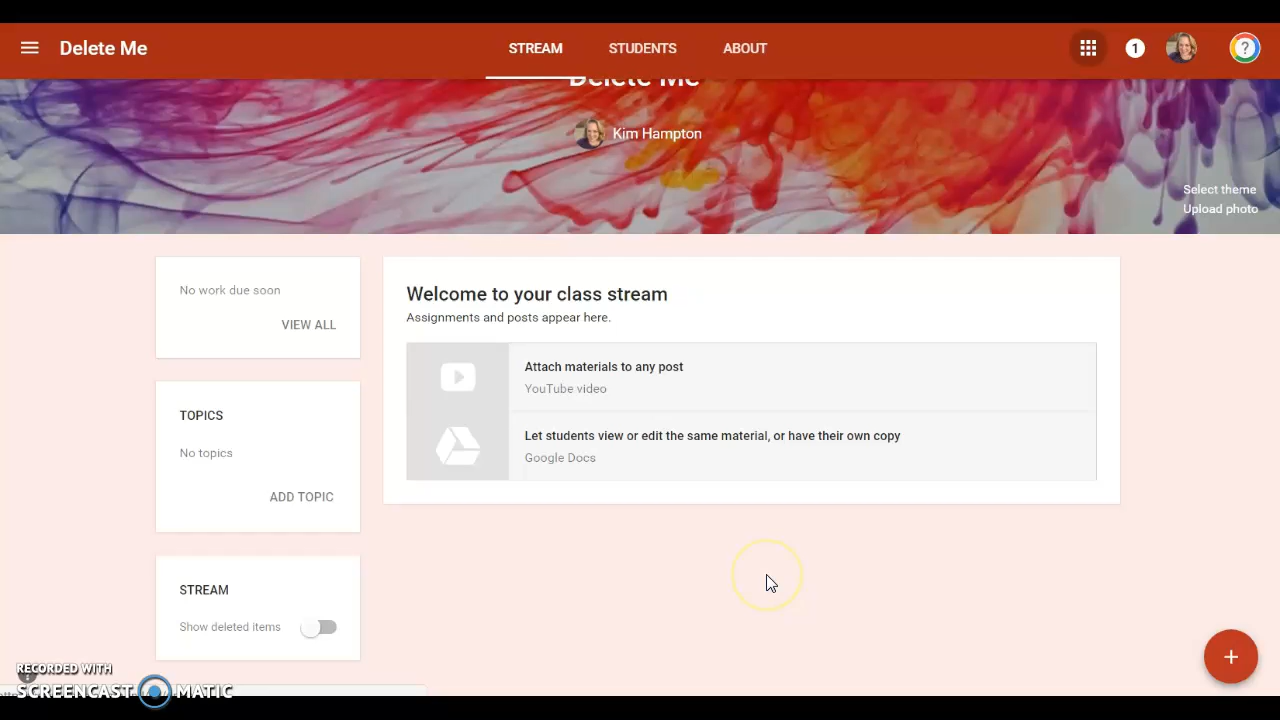 Delete Me
STREAM
STUDENTS
ABOUT
1
?
Delete Me
Kim Hampton
Select theme
Upload photo
No work due soon
VIEW ALL
Welcome to your class stream
Assignments and posts appear here.
Attach materials to any post
YouTube video
Let students view or edit the same material, or have their own copy
Google Docs
TOPICS
No topics
ADD TOPIC
STREAM
Show deleted items
+
RECORDED WITH
SCREENCAST MATIC